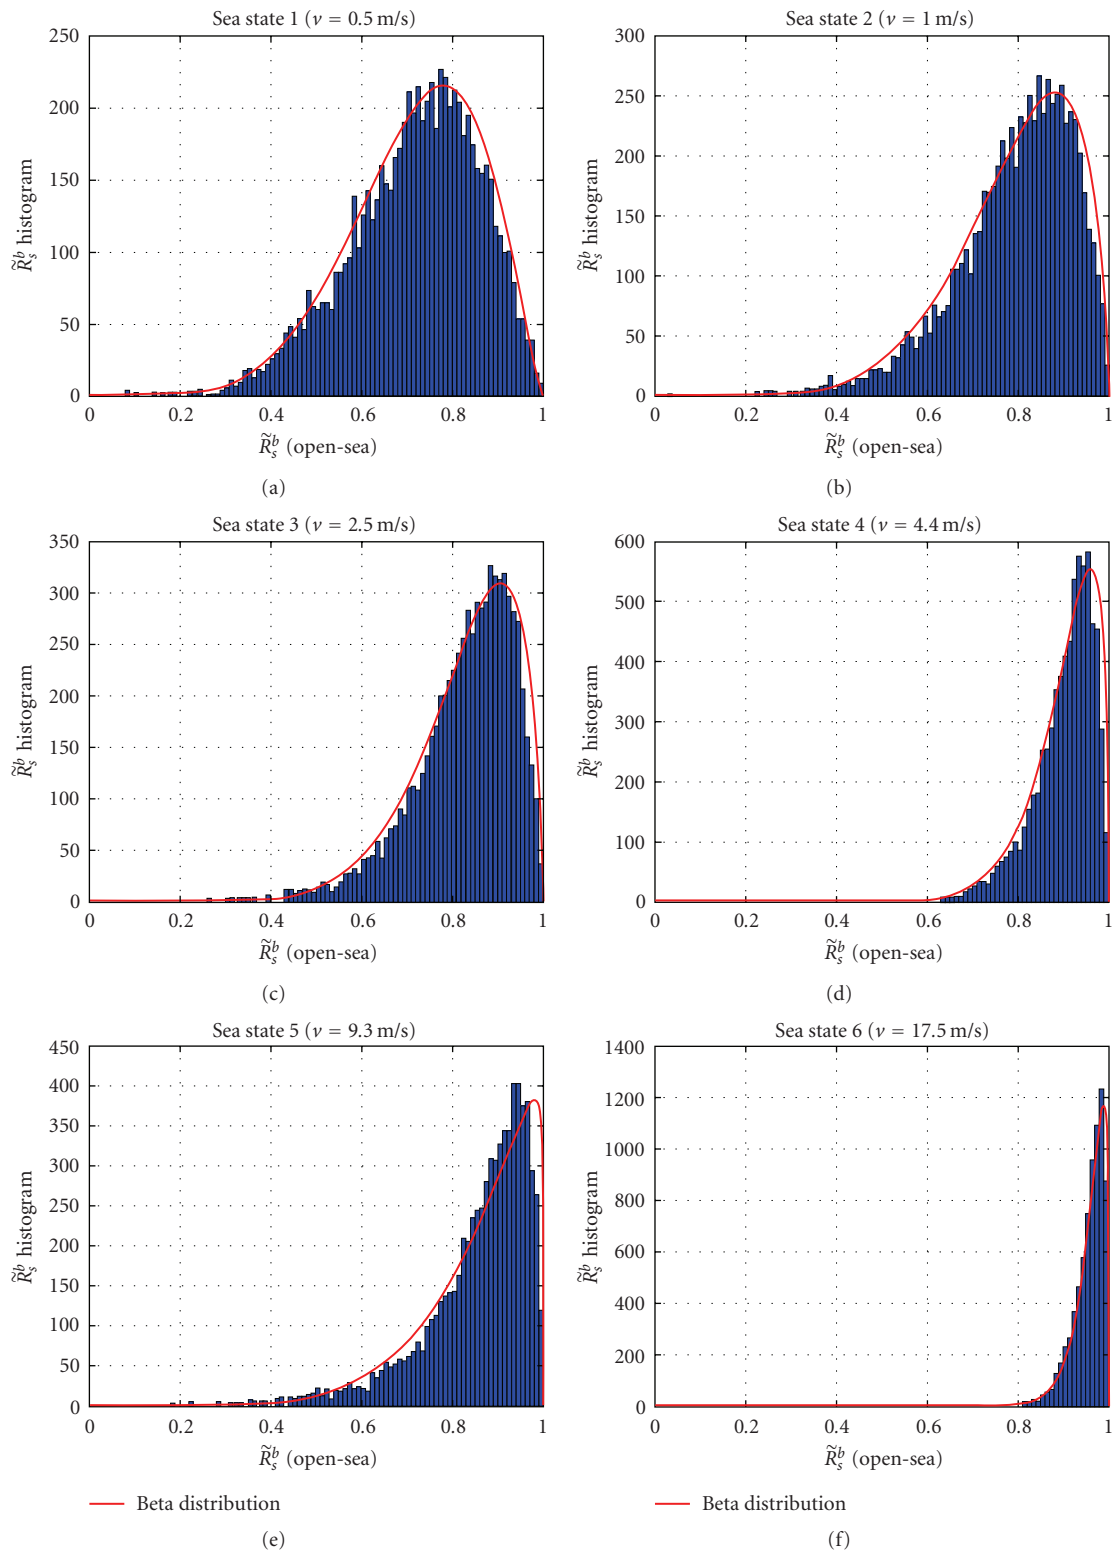 Sea state 1 (ν = 0.5 m/s)
250
200
150
100
50
0
0 0.2 0.4 0.6 0.8 1
R̃ₛᵇ histogram
R̃ₛᵇ (open-sea)
(a)
Sea state 2 (ν = 1 m/s)
300
250
200
150
100
50
0
0 0.2 0.4 0.6 0.8 1
R̃ₛᵇ histogram
R̃ₛᵇ (open-sea)
(b)
Sea state 3 (ν = 2.5 m/s)
350
300
250
200
150
100
50
0
0 0.2 0.4 0.6 0.8 1
R̃ₛᵇ histogram
R̃ₛᵇ (open-sea)
(c)
Sea state 4 (ν = 4.4 m/s)
600
500
400
300
200
100
0
0 0.2 0.4 0.6 0.8 1
R̃ₛᵇ histogram
R̃ₛᵇ (open-sea)
(d)
Sea state 5 (ν = 9.3 m/s)
450
400
350
300
250
200
150
100
50
0
0 0.2 0.4 0.6 0.8 1
R̃ₛᵇ histogram
R̃ₛᵇ (open-sea)
Beta distribution
(e)
Sea state 6 (ν = 17.5 m/s)
1400
1200
1000
800
600
400
200
0
0 0.2 0.4 0.6 0.8 1
R̃ₛᵇ histogram
R̃ₛᵇ (open-sea)
Beta distribution
(f)